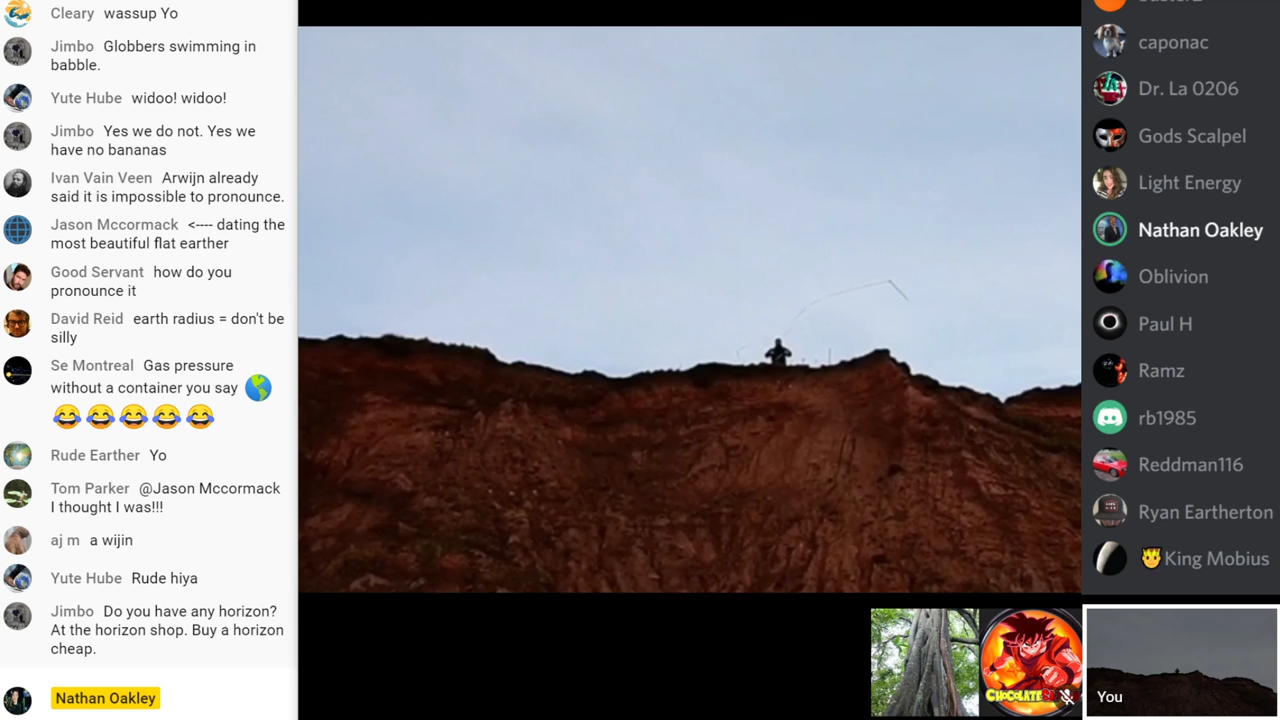 Cleary wassup Yo
Jimbo Globbers swimming in
babble.
Yute Hube widoo! widoo!
Jimbo Yes we do not. Yes we
have no bananas
Ivan Vain Veen Arwijn already
said it is impossible to pronounce.
Jason Mccormack <---- dating the
most beautiful flat earther
Good Servant how do you
pronounce it
David Reid earth radius = don't be
silly
Se Montreal Gas pressure
without a container you say 🌎
😂😂😂😂😂
Rude Earther Yo
Tom Parker @Jason Mccormack
I thought I was!!!
aj m a wijin
Yute Hube Rude hiya
Jimbo Do you have any horizon?
At the horizon shop. Buy a horizon
cheap.
Nathan Oakley
caponac
Dr. La 0206
Gods Scalpel
Light Energy
Nathan Oakley
Oblivion
Paul H
Ramz
rb1985
Reddman116
Ryan Eartherton
King Mobius
You